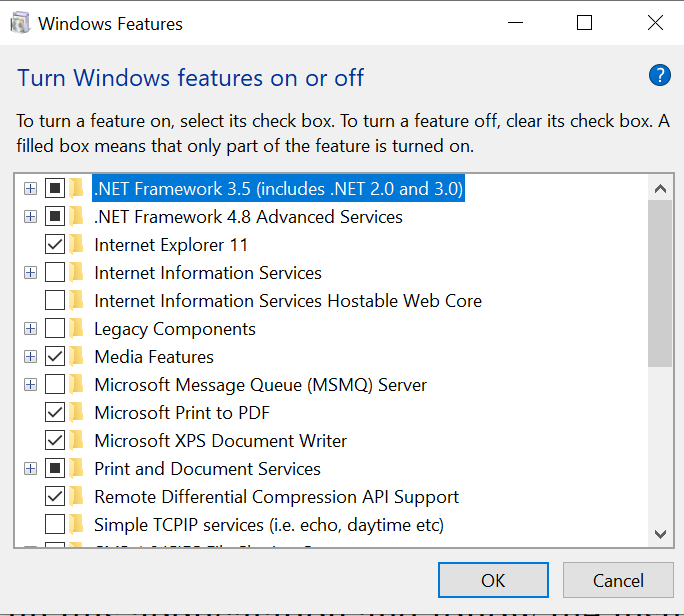 Windows Features
Turn Windows features on or off
?
To turn a feature on, select its check box. To turn a feature off, clear its check box. A
filled box means that only part of the feature is turned on.
.NET Framework 3.5 (includes .NET 2.0 and 3.0)
.NET Framework 4.8 Advanced Services
Internet Explorer 11
Internet Information Services
Internet Information Services Hostable Web Core
Legacy Components
Media Features
Microsoft Message Queue (MSMQ) Server
Microsoft Print to PDF
Microsoft XPS Document Writer
Print and Document Services
Remote Differential Compression API Support
Simple TCPIP services (i.e. echo, daytime etc)
OK
Cancel